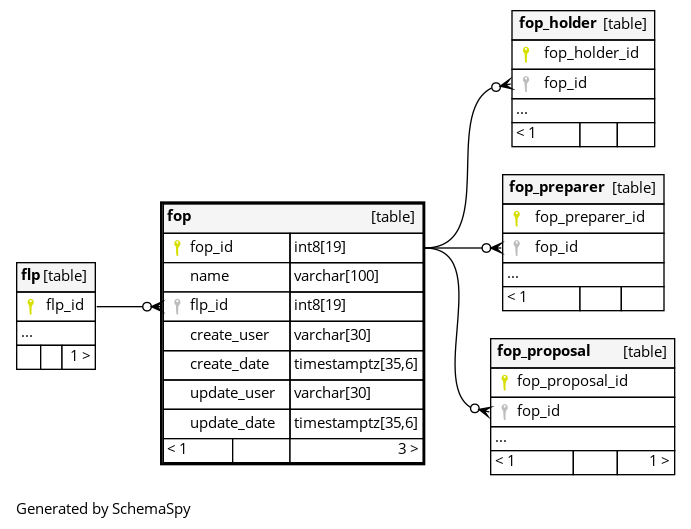 fop_holder [table]
fop_holder_id
fop_id
...
< 1
fop_preparer [table]
fop_preparer_id
fop_id
...
< 1
fop [table]
fop_id int8[19]
name varchar[100]
flp_id int8[19]
create_user varchar[30]
create_date timestamptz[35,6]
update_user varchar[30]
update_date timestamptz[35,6]
< 1 3 >
flp [table]
flp_id
...
1 >
fop_proposal [table]
fop_proposal_id
fop_id
...
< 1 1 >
Generated by SchemaSpy